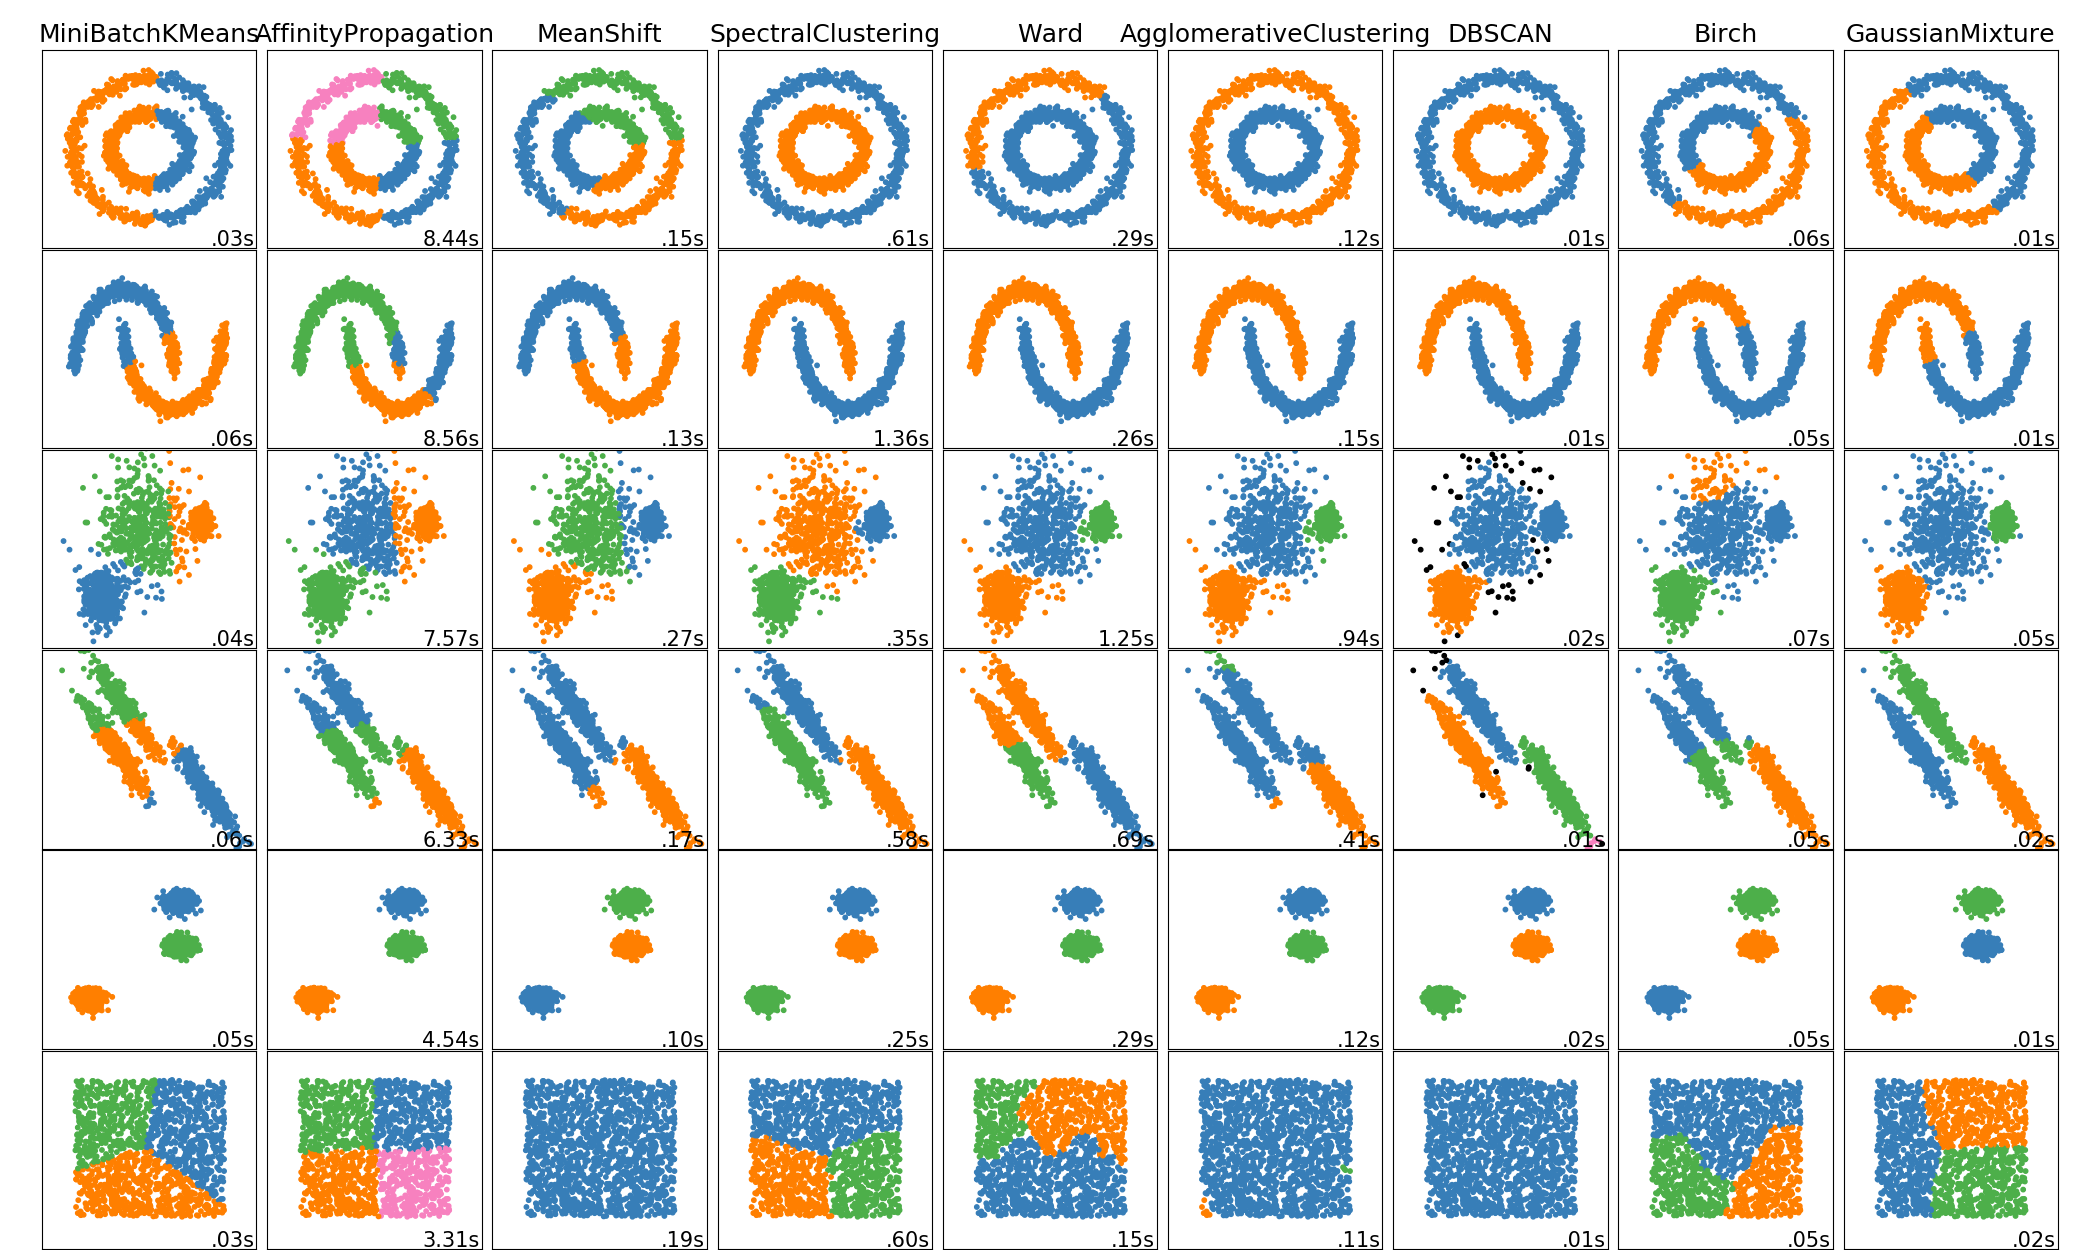 MiniBatchKMeans AffinityPropagation MeanShift SpectralClustering Ward AgglomerativeClustering DBSCAN Birch GaussianMixture
.03s 8.44s .15s .61s .29s .12s .01s .06s .01s
.06s 8.56s .13s 1.36s .26s .15s .01s .05s .01s
.04s 7.57s .27s .35s 1.25s .94s .02s .07s .05s
.06s 6.33s .17s .58s .69s .41s .01s .05s .02s
.05s 4.54s .10s .25s .29s .12s .02s .05s .01s
.03s 3.31s .19s .60s .15s .11s .01s .05s .02s